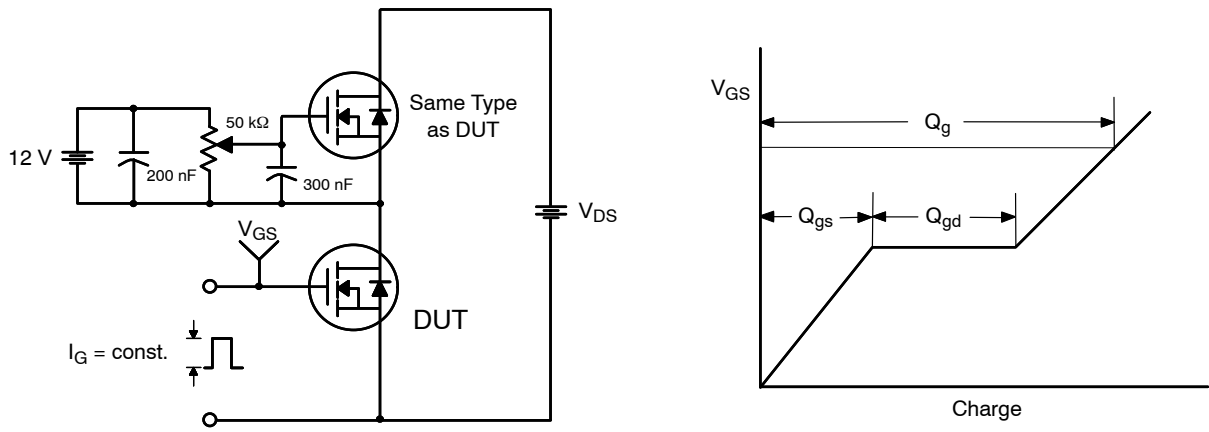 12 V
200 nF
50 kΩ
300 nF
Same Type
as DUT
V_DS
V_GS
DUT
I_G = const.
V_GS
Q_g
Q_gs
Q_gd
Charge